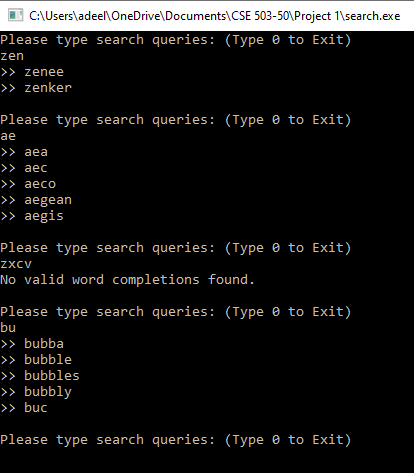 C:\Users\adeel\OneDrive\Documents\CSE 503-50\Project 1\search.exe
Please type search queries: (Type 0 to Exit)
zen
>> zenee
>> zenker
Please type search queries: (Type 0 to Exit)
ae
>> aea
>> aec
>> aeco
>> aegean
>> aegis
Please type search queries: (Type 0 to Exit)
zxcv
No valid word completions found.
Please type search queries: (Type 0 to Exit)
bu
>> bubba
>> bubble
>> bubbles
>> bubbly
>> buc
Please type search queries: (Type 0 to Exit)